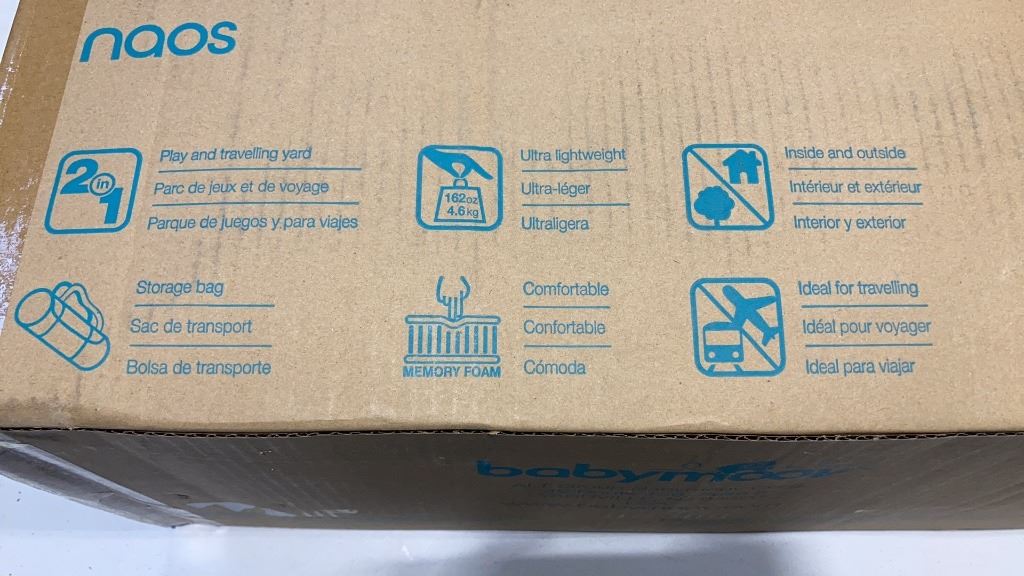 naos
2 in 1
Play and travelling yard
Parc de jeux et de voyage
Parque de juegos y para viajes
162oz
4.6kg
Ultra lightweight
Ultra-léger
Ultraligera
Inside and outside
Intérieur et extérieur
Interior y exterior
Storage bag
Sac de transport
Bolsa de transporte
MEMORY FOAM
Comfortable
Confortable
Cómoda
Ideal for travelling
Idéal pour voyager
Ideal para viajar
babymoov